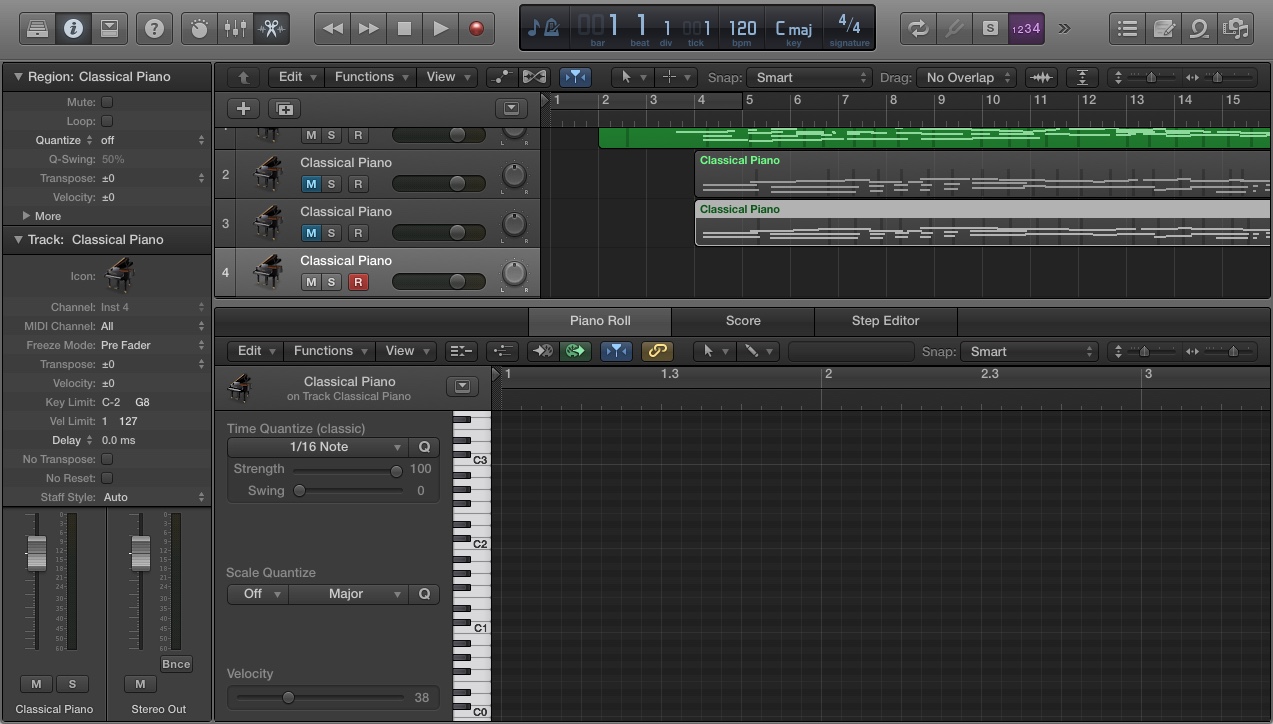 001 1 1 001 120 C maj 4/4
bar beat div tick bpm key signature
S 1234
Region: Classical Piano
Mute:
Loop:
Quantize off
Q-Swing: 50%
Transpose: ±0
Velocity: ±0
More
Track: Classical Piano
Icon:
Channel: Inst 4
MIDI Channel: All
Freeze Mode: Pre Fader
Transpose: ±0
Velocity: ±0
Key Limit: C-2 G8
Vel Limit: 1 127
Delay 0.0 ms
No Transpose:
No Reset:
Staff Style: Auto
Bnce
M S M
Classical Piano Stereo Out
Edit Functions View Snap: Smart Drag: No Overlap
1 2 3 4 5 6 7 8 9 10 11 12 13 14 15
M S R L R
2 Classical Piano
M S R L R
Classical Piano
3 Classical Piano
M S R L R
Classical Piano
4 Classical Piano
M S R L R
Piano Roll Score Step Editor
Edit Functions View Snap: Smart
Classical Piano
on Track Classical Piano
1 1.3 2 2.3 3
Time Quantize (classic)
1/16 Note Q
Strength 100
Swing 0
Scale Quantize
Off Major Q
Velocity
38
C3
C2
C1
C0